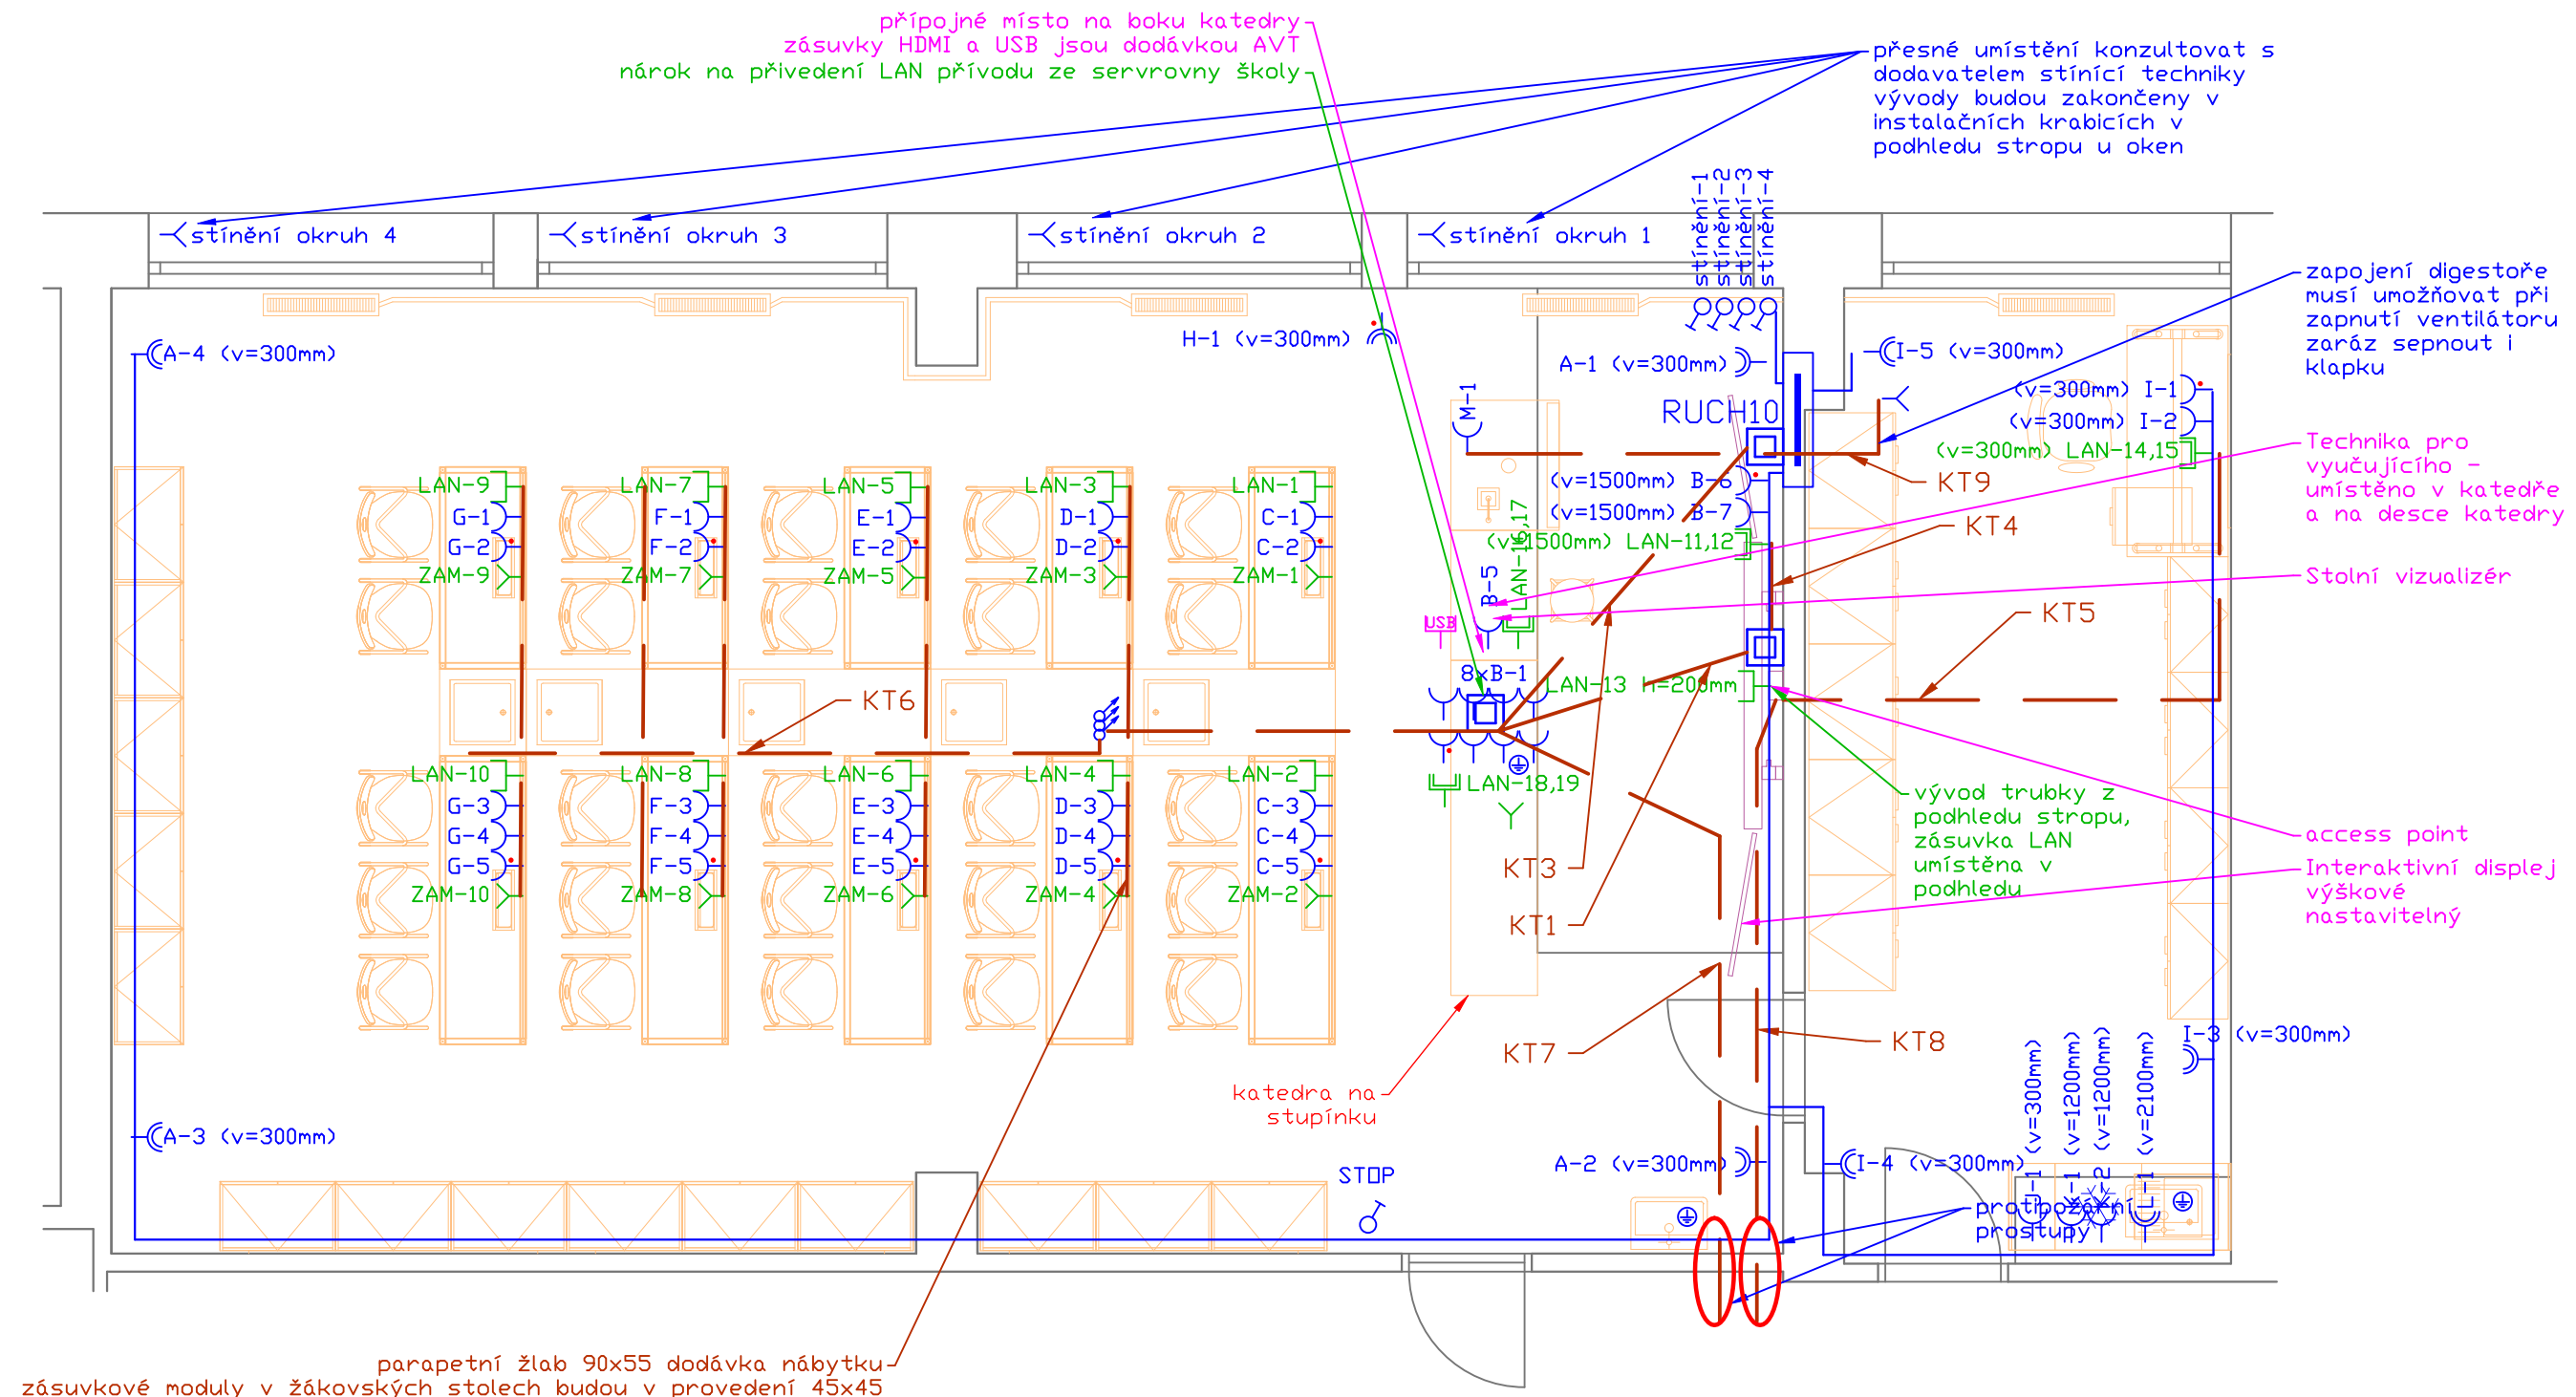 přípojné místo na boku katedry
zásuvky HDMI a USB jsou dodávkou AVT
nárok na přivedení LAN přívodu ze servrovny školy
přesné umístění konzultovat s
dodavatelem stínící techniky
vývody budou zakončeny v
instalačních krabicích v
podhledu stropu u oken
stínění-1
stínění-2
stínění-3
stínění-4
stínění okruh 4
stínění okruh 3
stínění okruh 2
stínění okruh 1
zapojení digestoře
musí umožňovat při
zapnutí ventilátoru
zaráz sepnout i
klapku
A-4 (v=300mm)
H-1 (v=300mm)
A-1 (v=300mm)
I-5 (v=300mm)
(v=300mm) I-1
(v=300mm) I-2
(v=300mm) LAN-14,15
M-1
RUCH10
Technika pro
vyučujícího -
umístěno v katedře
a na desce katedry
KT9
KT4
(v=1500mm) B-6
(v=1500mm) B-7
(v=1500mm) LAN-11,12
LAN-16,17
B-5
USB
Stolní vizualizér
KT5
LAN-9
LAN-7
LAN-5
LAN-3
LAN-1
G-1
F-1
E-1
D-1
C-1
G-2
F-2
E-2
D-2
C-2
ZAM-9
ZAM-7
ZAM-5
ZAM-3
ZAM-1
8xB-1
LAN-13 h=200mm
KT6
LAN-10
LAN-8
LAN-6
LAN-4
LAN-2
LAN-18,19
G-3
F-3
E-3
D-3
C-3
G-4
F-4
E-4
D-4
C-4
G-5
F-5
E-5
D-5
C-5
ZAM-10
ZAM-8
ZAM-6
ZAM-4
ZAM-2
vývod trubky z
podhledu stropu,
zásuvka LAN
umístěna v
podhledu
access point
Interaktivní displej
výškově
nastavitelný
KT3
KT1
KT7
KT8
katedra na
stupínku
I-3 (v=300mm)
J-1 (v=300mm)
K-1 (v=1200mm)
K-2 (v=1200mm)
L-1 (v=2100mm)
A-3 (v=300mm)
STOP
A-2 (v=300mm)
I-4 (v=300mm)
protipožární
prostupy
parapetní žlab 90x55 dodávka nábytku
zásuvkové moduly v žákovských stolech budou v provedení 45x45